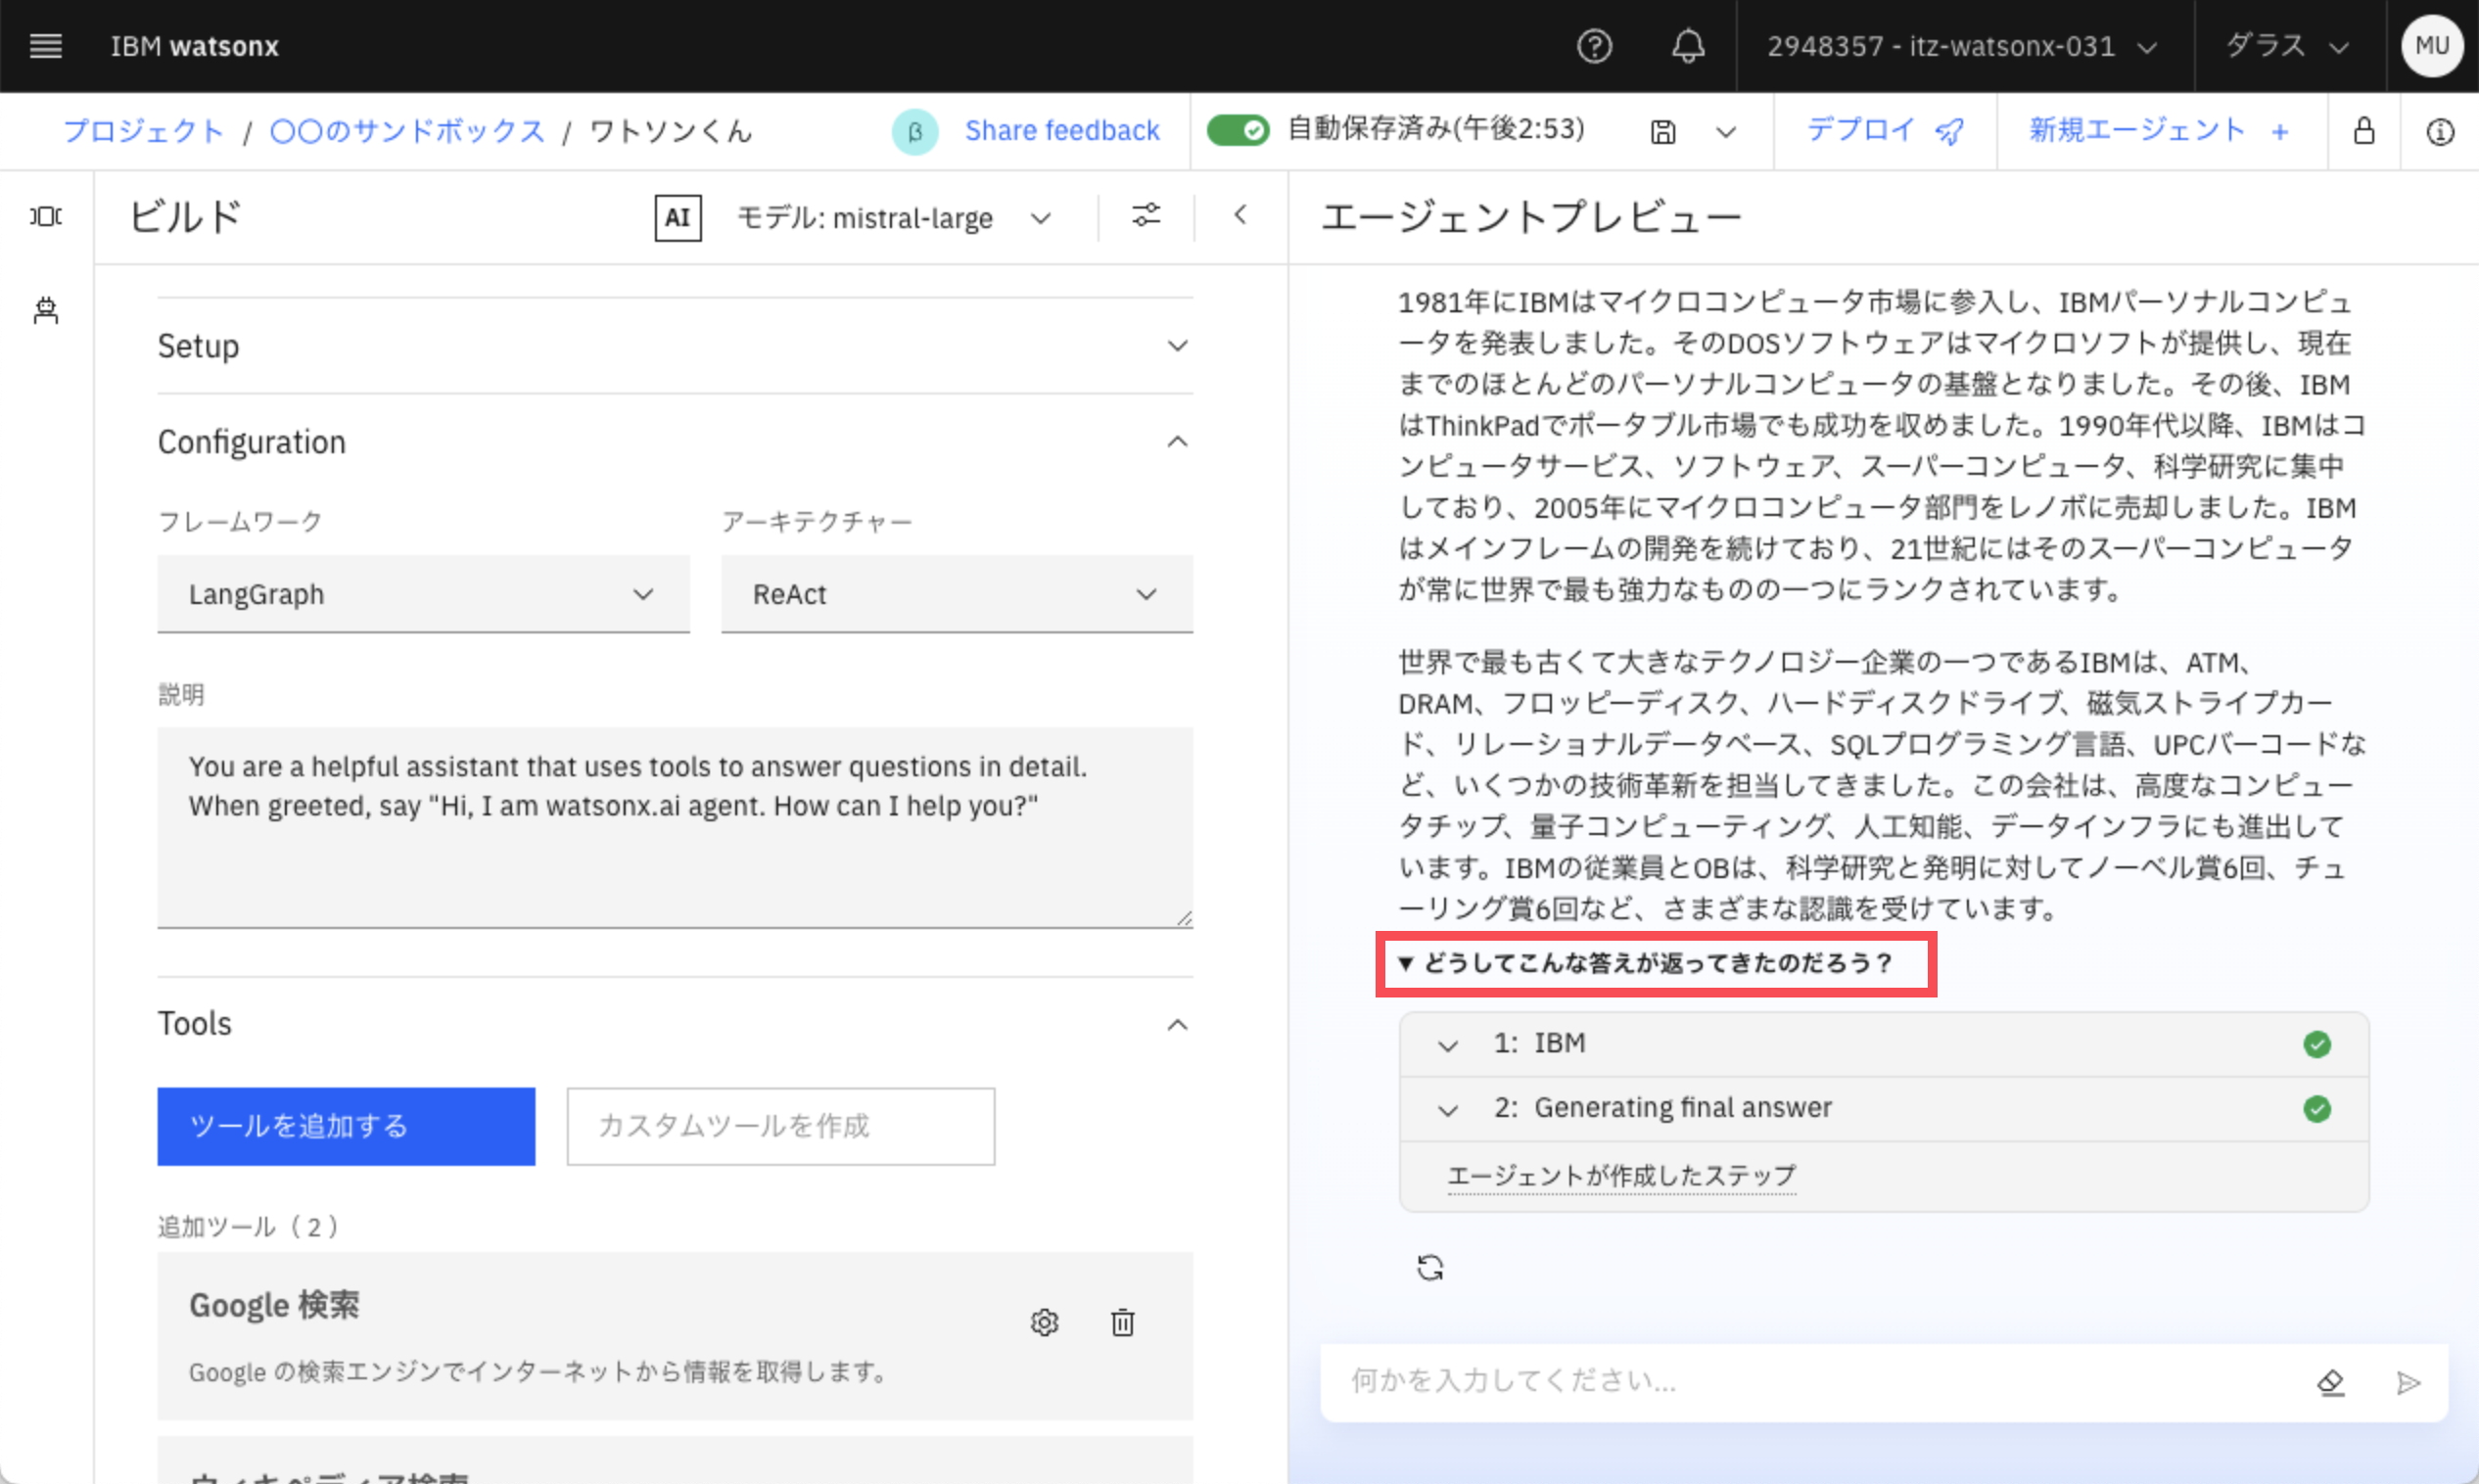 IBM watsonx
2948357 - itz-watsonx-031
ダラス
MU
プロジェクト / 〇〇のサンドボックス / ワトソンくん
β
Share feedback
自動保存済み(午後2:53)
デプロイ
新規エージェント +
ビルド
AI
モデル: mistral-large
Setup
Configuration
フレームワーク
アーキテクチャー
LangGraph
ReAct
説明
You are a helpful assistant that uses tools to answer questions in detail.
When greeted, say "Hi, I am watsonx.ai agent. How can I help you?"
Tools
ツールを追加する
カスタムツールを作成
追加ツール（2）
Google 検索
Google の検索エンジンでインターネットから情報を取得します。
ウィキペディア検索
エージェントプレビュー
1981年にIBMはマイクロコンピュータ市場に参入し、IBMパーソナルコンピュ
ータを発表しました。そのDOSソフトウェアはマイクロソフトが提供し、現在
までのほとんどのパーソナルコンピュータの基盤となりました。その後、IBM
はThinkPadでポータブル市場でも成功を収めました。1990年代以降、IBMはコ
ンピュータサービス、ソフトウェア、スーパーコンピュータ、科学研究に集中
しており、2005年にマイクロコンピュータ部門をレノボに売却しました。IBM
はメインフレームの開発を続けており、21世紀にはそのスーパーコンピュータ
が常に世界で最も強力なものの一つにランクされています。
世界で最も古くて大きなテクノロジー企業の一つであるIBMは、ATM、
DRAM、フロッピーディスク、ハードディスクドライブ、磁気ストライプカー
ド、リレーショナルデータベース、SQLプログラミング言語、UPCバーコードな
ど、いくつかの技術革新を担当してきました。この会社は、高度なコンピュー
タチップ、量子コンピューティング、人工知能、データインフラにも進出して
います。IBMの従業員とOBは、科学研究と発明に対してノーベル賞6回、チュ
ーリング賞6回など、さまざまな認識を受けています。
▼ どうしてこんな答えが返ってきたのだろう？
1: IBM
2: Generating final answer
エージェントが作成したステップ
何かを入力してください...